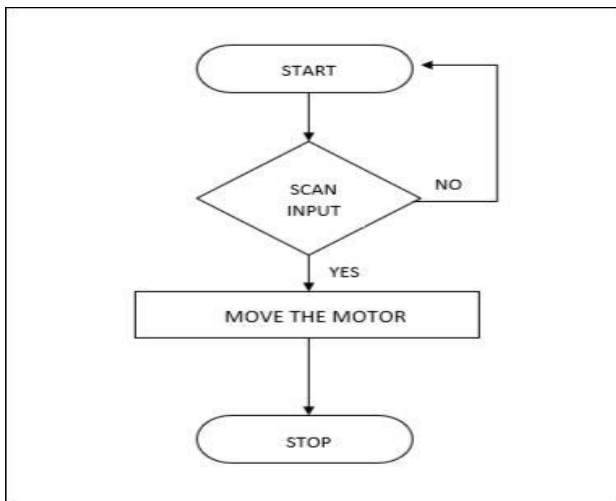 START
SCAN
INPUT
NO
YES
MOVE THE MOTOR
STOP